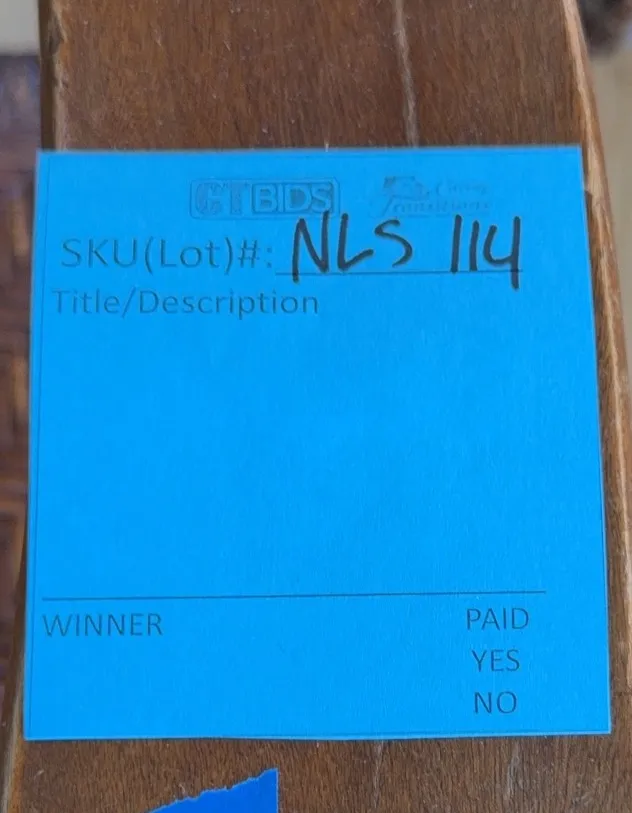 CTBIDS
SKU(Lot)#: NLS 114
Title/Description
WINNER
PAID
YES
NO